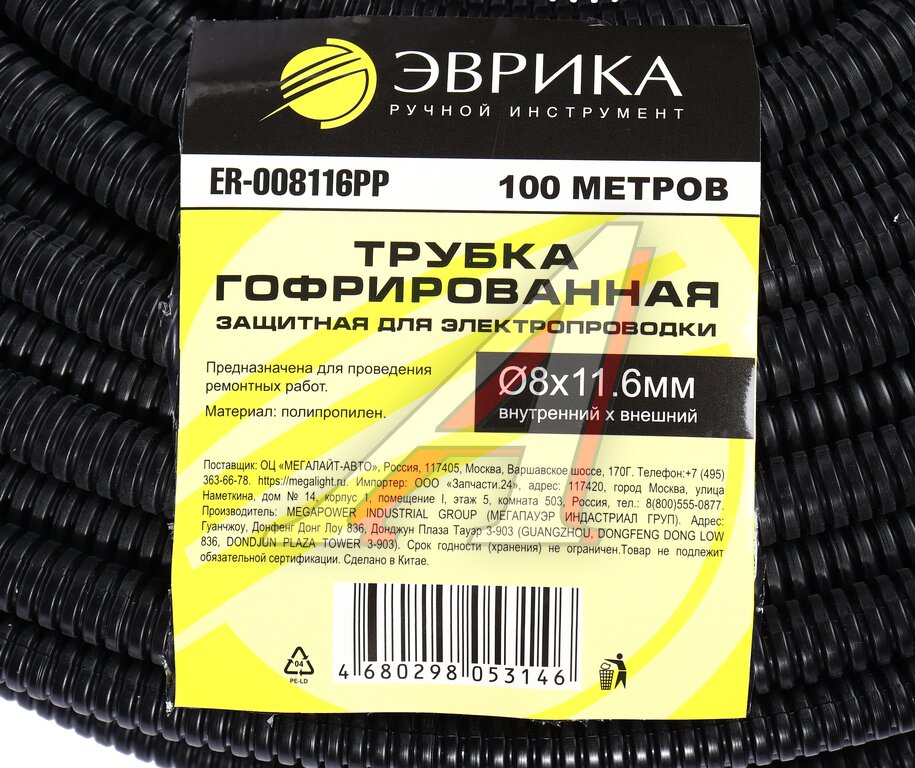 ЭВРИКА
РУЧНОЙ ИНСТРУМЕНТ
ER-008116PP
100 МЕТРОВ
ТРУБКА
ГОФРИРОВАННАЯ
ЗАЩИТНАЯ ДЛЯ ЭЛЕКТРОПРОВОДКИ
Предназначена для проведения
ремонтных работ.
Материал: полипропилен.
Ø8х11.6мм
внутренний х внешний
Поставщик: ОЦ «МЕГАЛАЙТ-АВТО», Россия, 117405, Москва, Варшавское шоссе, 170Г. Телефон:+7 (495)
363-66-78. https://megalight.ru. Импортер: ООО «Запчасти.24», адрес: 117420, город Москва, улица
Наметкина, дом № 14, корпус 1, помещение I, этаж 5, комната 503, Россия, тел.: 8(800)555-0877.
Производитель: MEGAPOWER INDUSTRIAL GROUP (МЕГАПАУЭР ИНДАСТРИАЛ ГРУП). Адрес:
Гуанчжоу, Донфенг Донг Лоу 836, Донджун Плаза Тауэр 3-903 (GUANGZHOU, DONGFENG DONG LOW
836, DONDJUN PLAZA TOWER 3-903). Срок годности (хранения) не ограничен.Товар не подлежит
обязательной сертификации. Сделано в Китае.
04
PE-LD
4 680298 053146